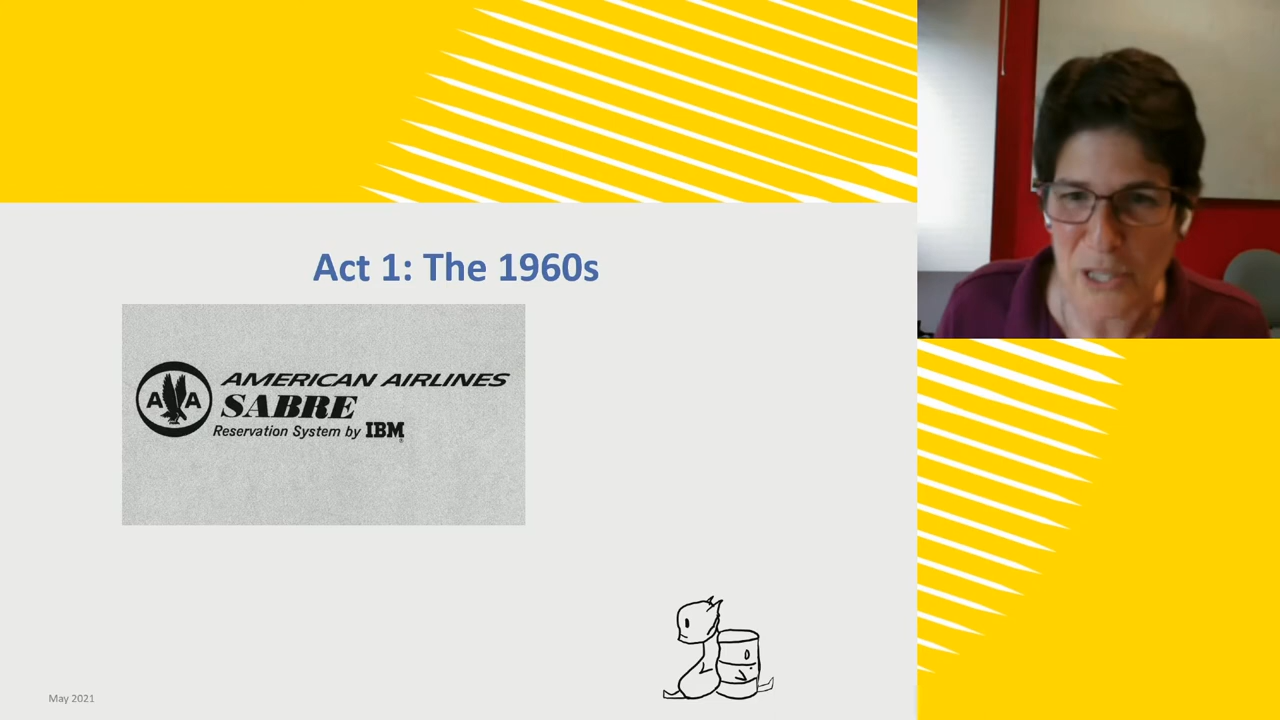 Act 1: The 1960s
A A
AMERICAN AIRLINES
SABRE
Reservation System by IBM
May 2021